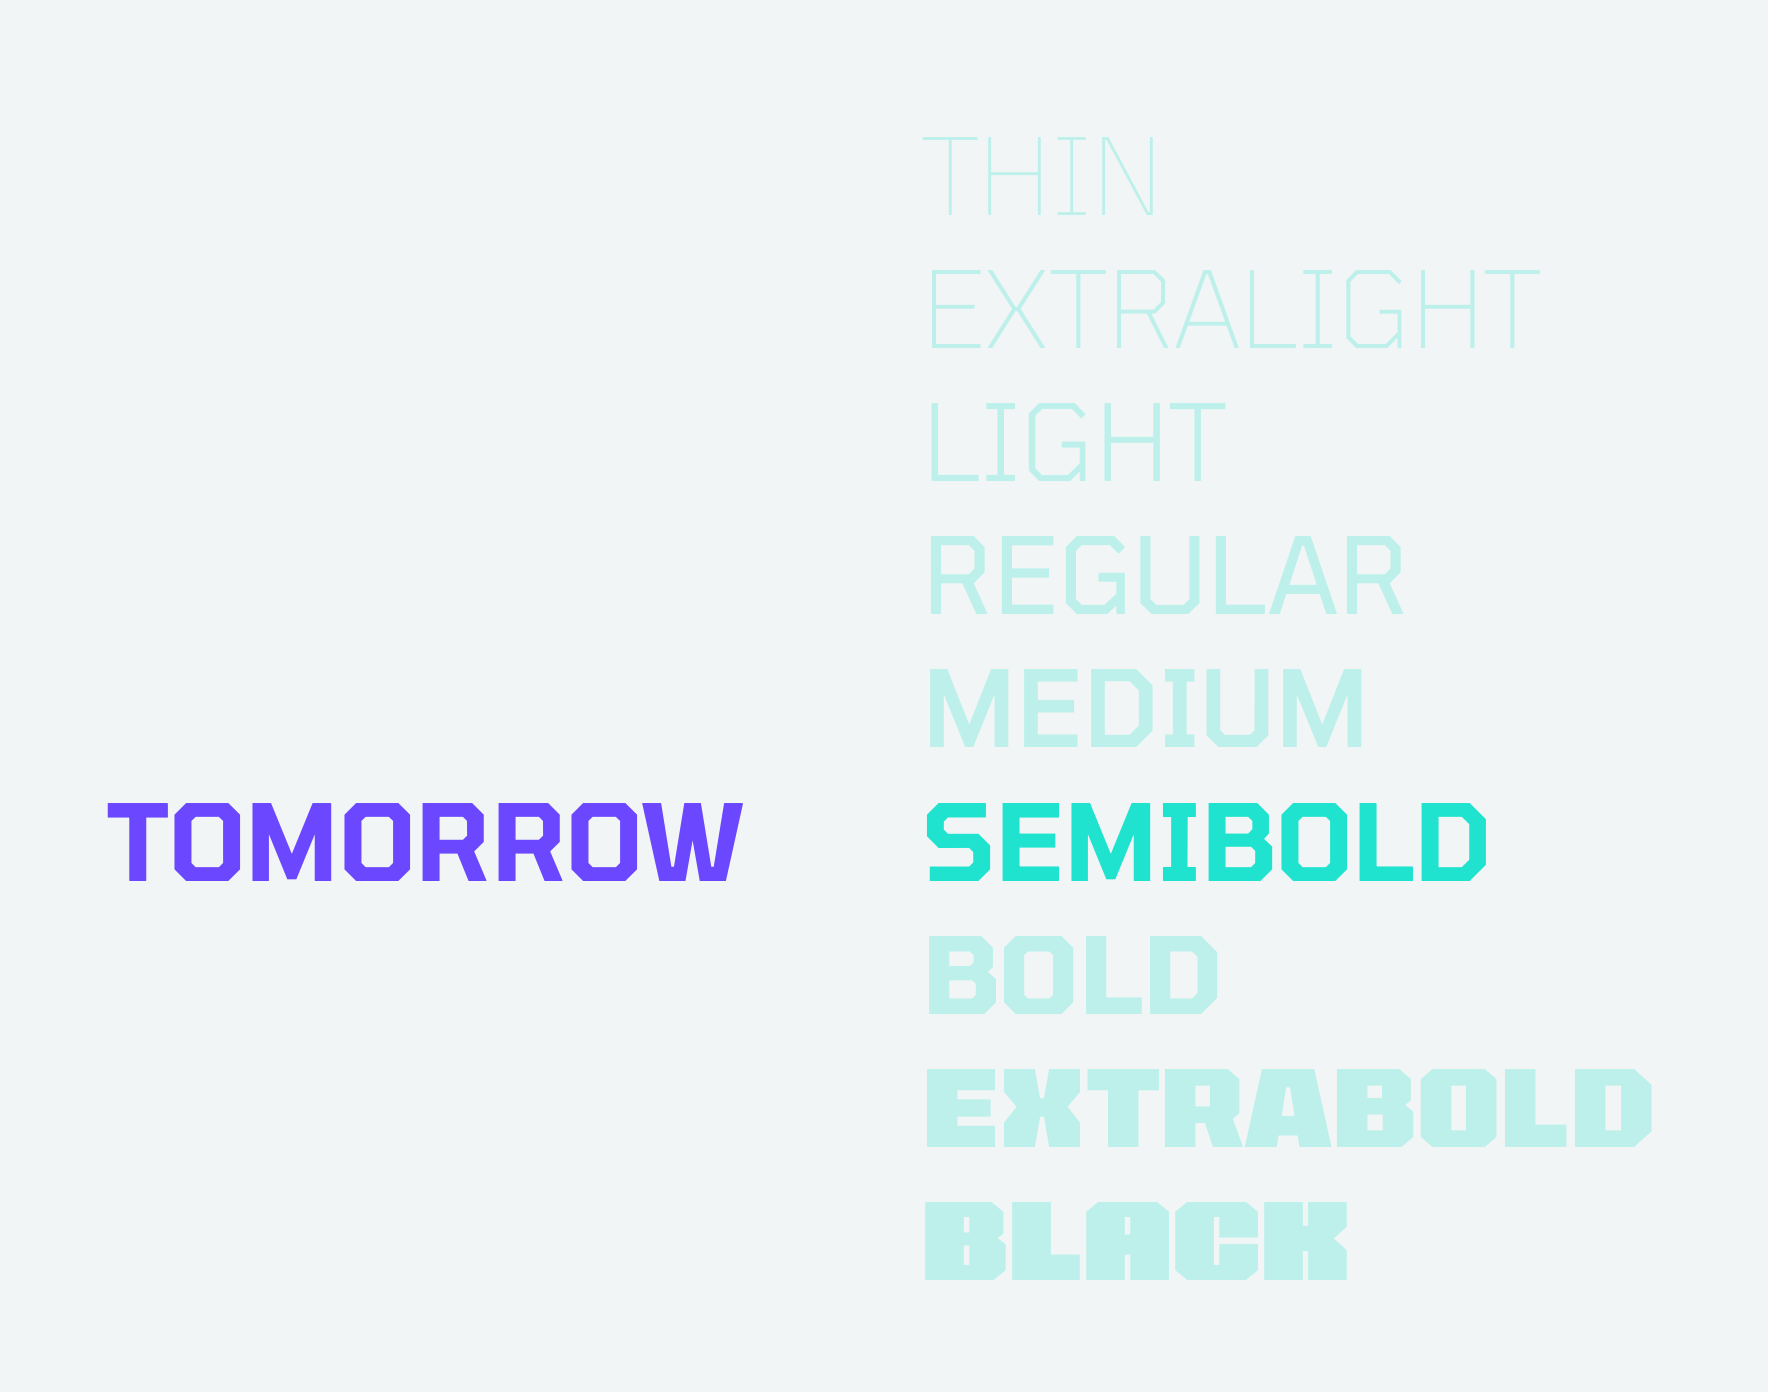 THIN
EXTRALIGHT
LIGHT
REGULAR
MEDIUM
TOMORROW SEMIBOLD
BOLD
EXTRABOLD
BLACK